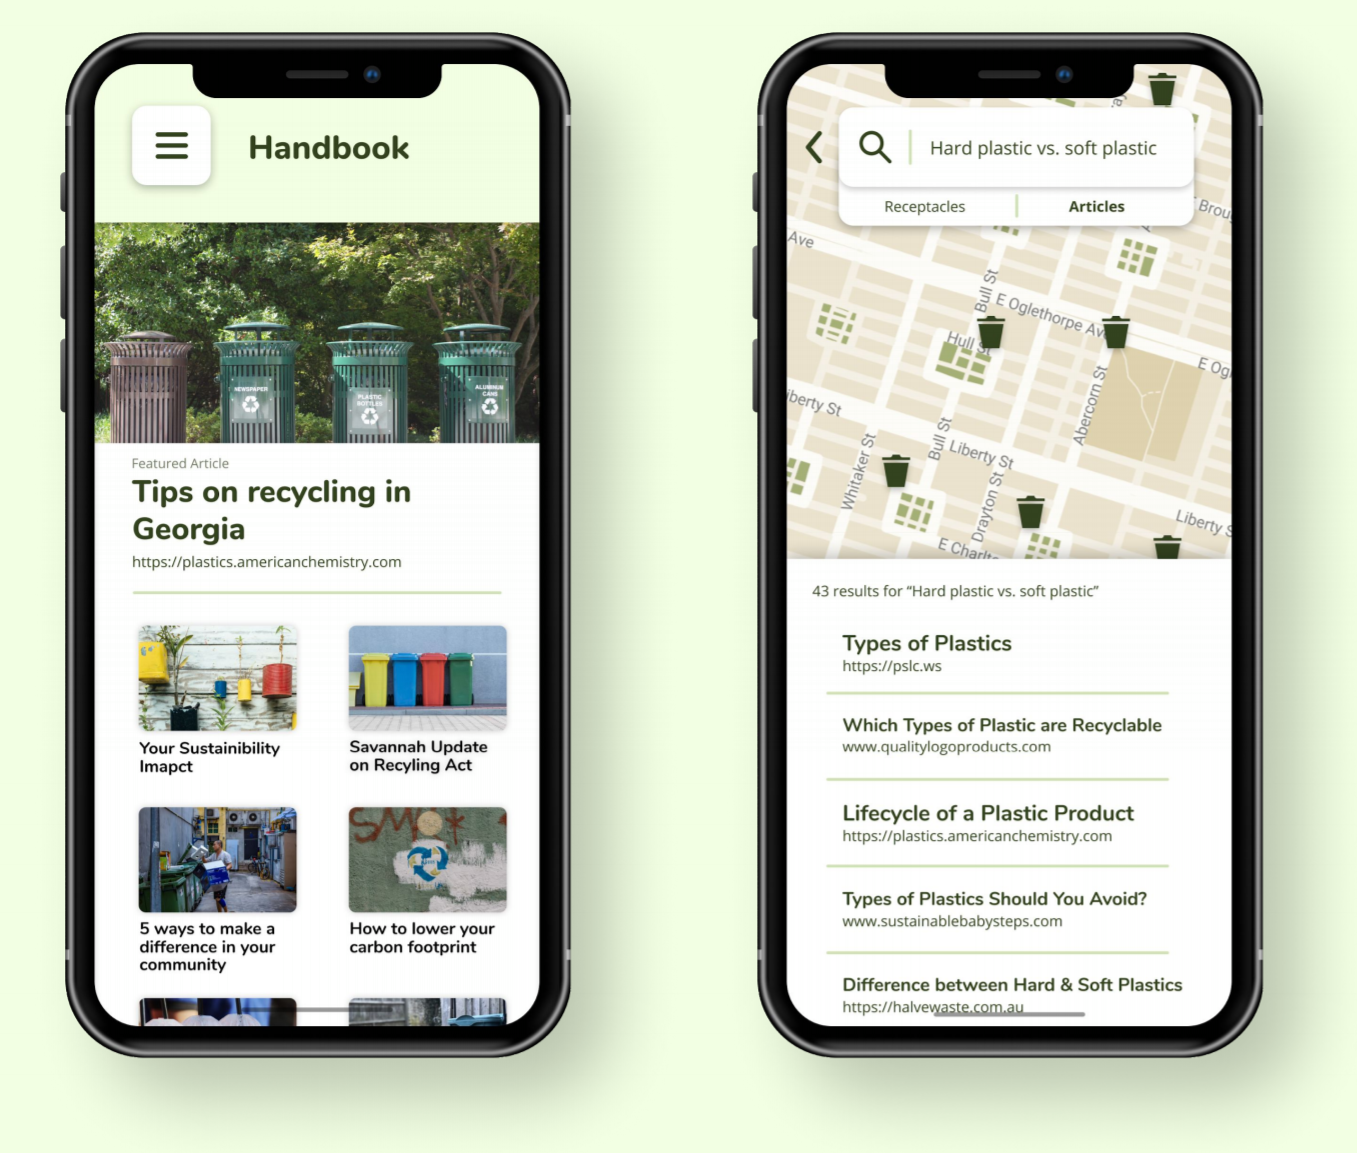 Handbook
NEWSPAPER
PLASTIC
BOTTLES
ALUMINUM
CANS
Featured Article
Tips on recycling in
Georgia
https://plastics.americanchemistry.com
Your Sustainibility
Imapct
Savannah Update
on Recyling Act
SMO
5 ways to make a
difference in your
community
How to lower your
carbon footprint
Hard plastic vs. soft plastic
Receptacles
Articles
Ave
E Brou
Bull St
E Oglethorpe Av
Hull St
E Ogl
iberty St
Abercorn St
Bull St
Liberty St
Whitaker St
Drayton St
Liberty S
E Charlto
43 results for “Hard plastic vs. soft plastic”
Types of Plastics
https://pslc.ws
Which Types of Plastic are Recyclable
www.qualitylogoproducts.com
Lifecycle of a Plastic Product
https://plastics.americanchemistry.com
Types of Plastics Should You Avoid?
www.sustainablebabysteps.com
Difference between Hard & Soft Plastics
https://halvewaste.com.au